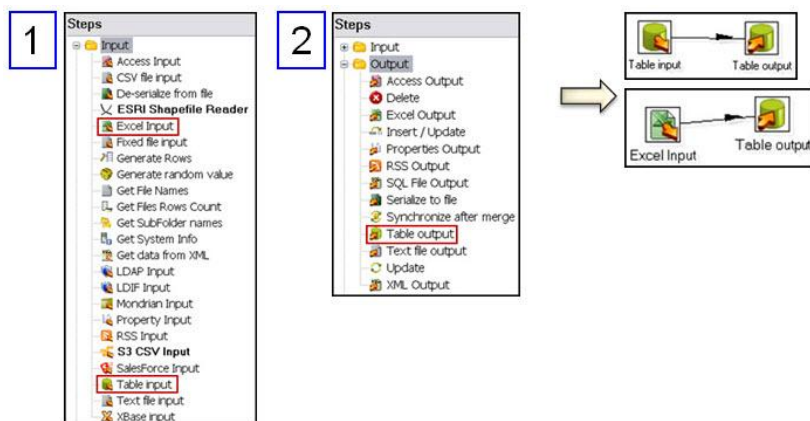 1
Steps
Input
Access Input
CSV file input
De-serialize from file
ESRI Shapefile Reader
Excel Input
Fixed file input
Generate Rows
Generate random value
Get File Names
Get Files Rows Count
Get SubFolder names
Get System Info
Get data from XML
LDAP Input
LDIF Input
Mondrian Input
Property Input
RSS Input
S3 CSV Input
SalesForce Input
Table input
Text file input
XBase input
2
Steps
Input
Output
Access Output
Delete
Excel Output
Insert / Update
Properties Output
RSS Output
SQL File Output
Serialize to file
Synchronize after merge
Table output
Text file output
Update
XML Output
Table input
Table output
Excel Input
Table output